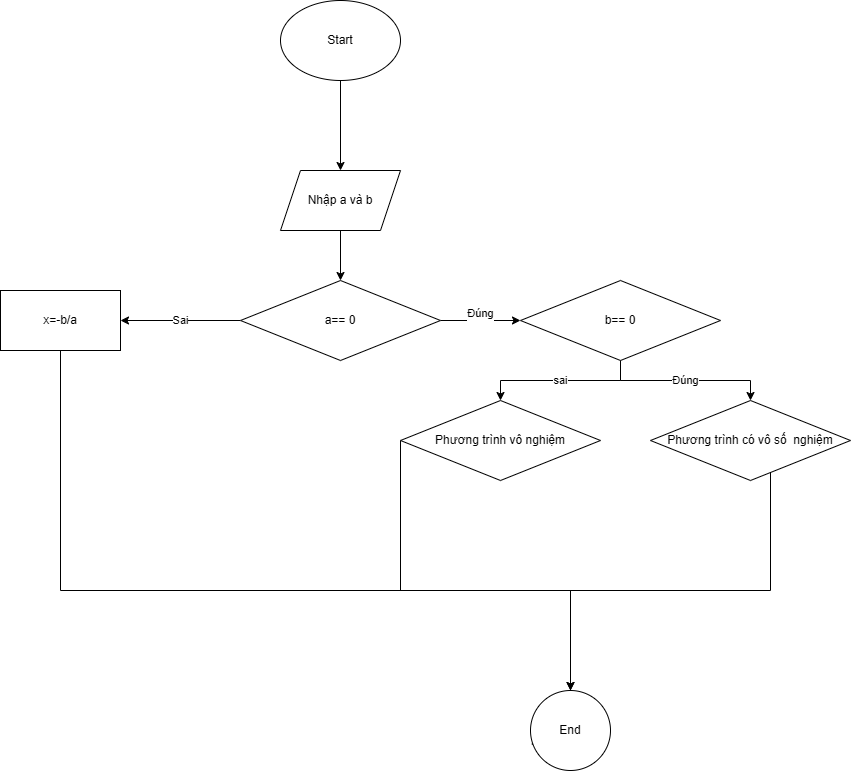 Start
Nhập a và b
x=-b/a
Sai
a== 0
Đúng
b== 0
sai
Đúng
Phương trình vô nghiệm
Phương trình có vô số  nghiệm
End